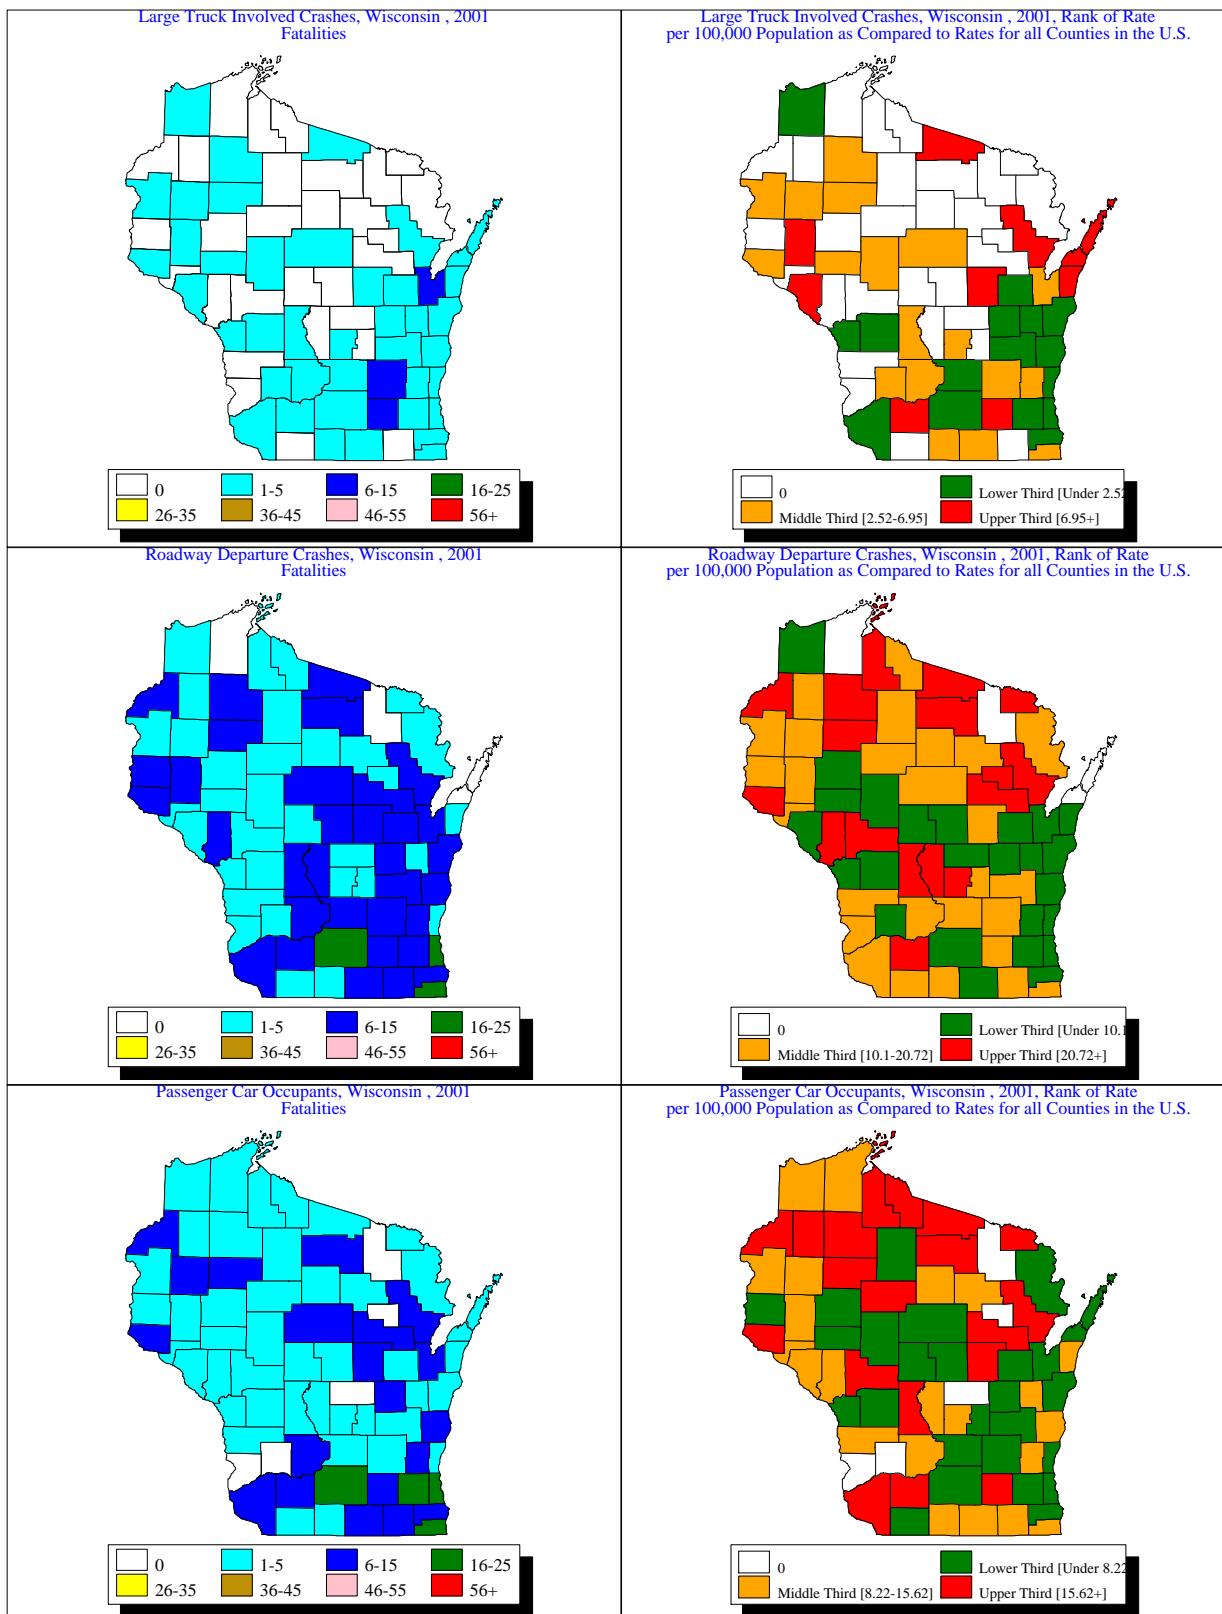 Large Truck Involved Crashes, Wisconsin , 2001
Fatalities
0
1-5
6-15
16-25
26-35
36-45
46-55
56+
Large Truck Involved Crashes, Wisconsin , 2001, Rank of Rate
per 100,000 Population as Compared to Rates for all Counties in the U.S.
0
Lower Third [Under 2.52
Middle Third [2.52-6.95]
Upper Third [6.95+]
Roadway Departure Crashes, Wisconsin , 2001
Fatalities
0
1-5
6-15
16-25
26-35
36-45
46-55
56+
Roadway Departure Crashes, Wisconsin , 2001, Rank of Rate
per 100,000 Population as Compared to Rates for all Counties in the U.S.
0
Lower Third [Under 10.1
Middle Third [10.1-20.72]
Upper Third [20.72+]
Passenger Car Occupants, Wisconsin , 2001
Fatalities
0
1-5
6-15
16-25
26-35
36-45
46-55
56+
Passenger Car Occupants, Wisconsin , 2001, Rank of Rate
per 100,000 Population as Compared to Rates for all Counties in the U.S.
0
Lower Third [Under 8.22
Middle Third [8.22-15.62]
Upper Third [15.62+]